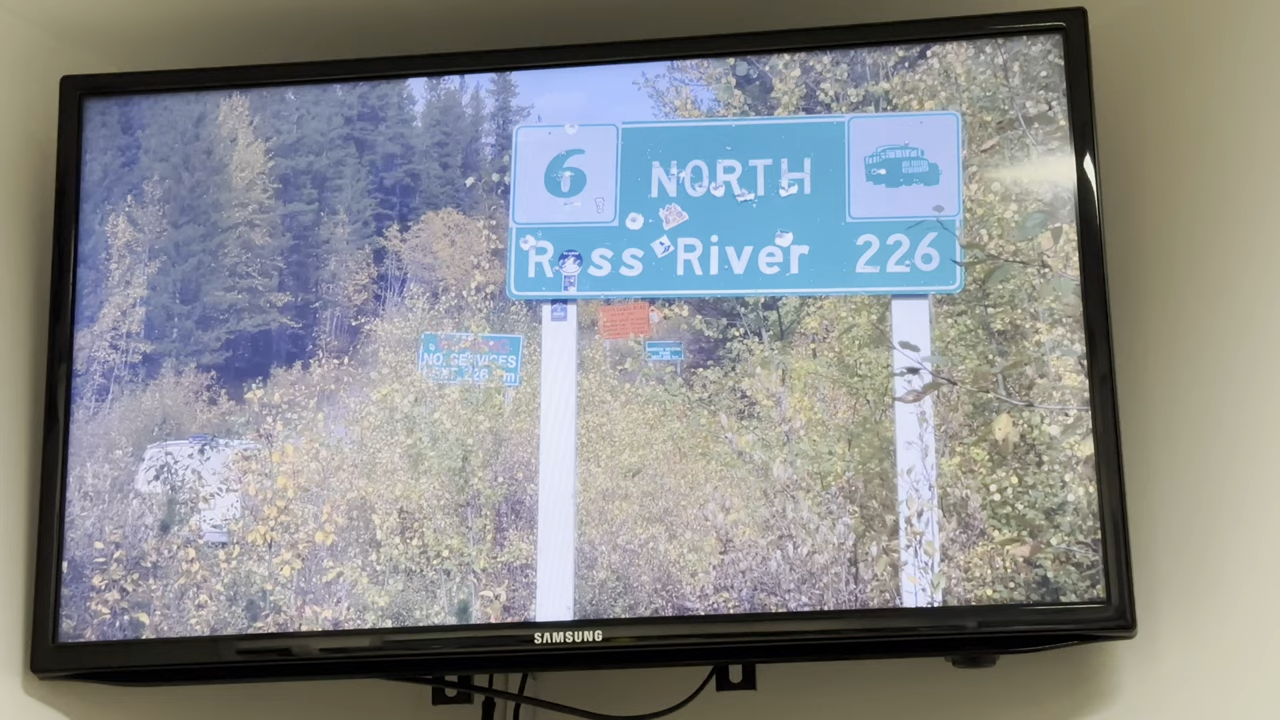 6 NORTH
Ross River 226
NO SERVICES
NEXT 226 km
SAMSUNG